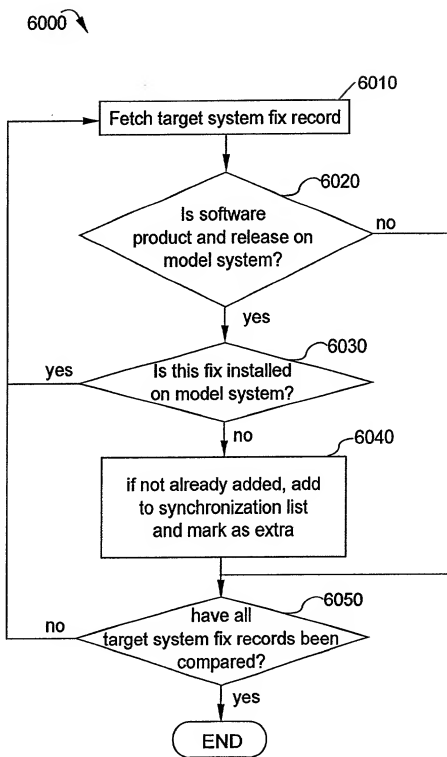 6000
6010
Fetch target system fix record
6020
Is software
product and release on
model system?
no
yes
6030
yes
Is this fix installed
on model system?
no
6040
if not already added, add
to synchronization list
and mark as extra
6050
have all
target system fix records been
compared?
no
yes
END